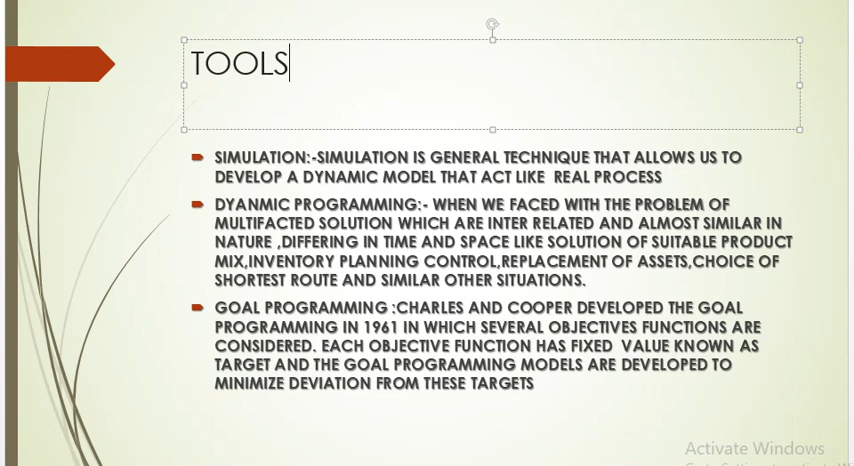 TOOLS
SIMULATION:-SIMULATION IS GENERAL TECHNIQUE THAT ALLOWS US TO
DEVELOP A DYNAMIC MODEL THAT ACT LIKE REAL PROCESS
DYANMIC PROGRAMMING:- WHEN WE FACED WITH THE PROBLEM OF
MULTIFACTED SOLUTION WHICH ARE INTER RELATED AND ALMOST SIMILAR IN
NATURE ,DIFFERING IN TIME AND SPACE LIKE SOLUTION OF SUITABLE PRODUCT
MIX,INVENTORY PLANNING CONTROL,REPLACEMENT OF ASSETS,CHOICE OF
SHORTEST ROUTE AND SIMILAR OTHER SITUATIONS.
GOAL PROGRAMMING :CHARLES AND COOPER DEVELOPED THE GOAL
PROGRAMMING IN 1961 IN WHICH SEVERAL OBJECTIVES FUNCTIONS ARE
CONSIDERED. EACH OBJECTIVE FUNCTION HAS FIXED VALUE KNOWN AS
TARGET AND THE GOAL PROGRAMMING MODELS ARE DEVELOPED TO
MINIMIZE DEVIATION FROM THESE TARGETS
Activate Windows